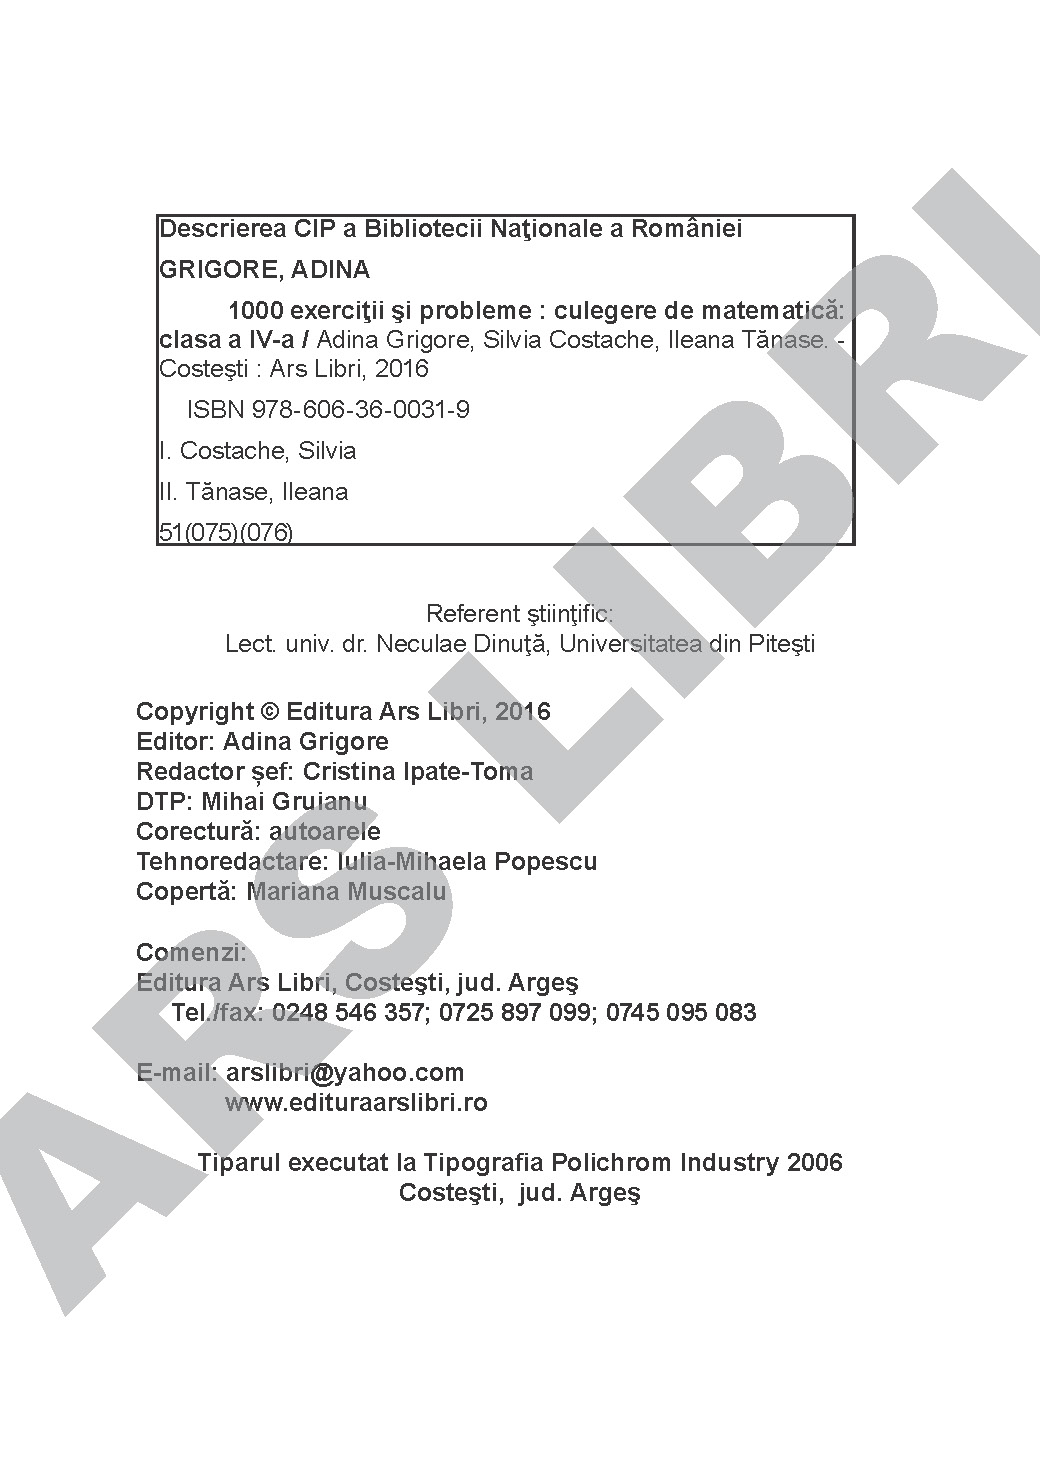 Descrierea CIP a Bibliotecii Naţionale a României
GRIGORE, ADINA
1000 exerciţii şi probleme : culegere de matematică:
clasa a IV-a / Adina Grigore, Silvia Costache, Ileana Tănase. -
Costeşti : Ars Libri, 2016
ISBN 978-606-36-0031-9
I. Costache, Silvia
II. Tănase, Ileana
51(075)(076)
Referent ştiinţific:
Lect. univ. dr. Neculae Dinuţă, Universitatea din Piteşti
Copyright © Editura Ars Libri, 2016
Editor: Adina Grigore
Redactor șef: Cristina Ipate-Toma
DTP: Mihai Gruianu
Corectură: autoarele
Tehnoredactare: Iulia-Mihaela Popescu
Copertă: Mariana Muscalu
Comenzi:
Editura Ars Libri, Costeşti, jud. Argeş
Tel./fax: 0248 546 357; 0725 897 099; 0745 095 083
E-mail: arslibri@yahoo.com
www.edituraarslibri.ro
Tiparul executat la Tipografia Polichrom Industry 2006
Costeşti, jud. Argeş
ARS LIBRI